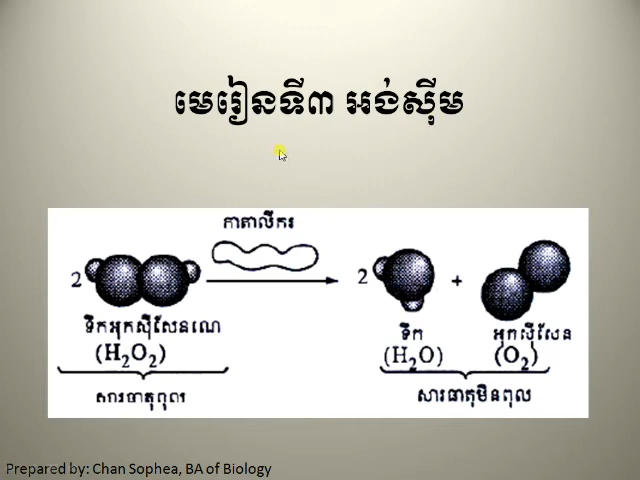 មេរៀនទី៣ អង់ស៊ីម
កាតាលីករ
2 2 +
ទឹកអុកស៊ីសែនណេ ទឹក អុកស៊ីសែន
(H₂O₂) (H₂O) (O₂)
សារធាតុពុល សារធាតុមិនពុល
Prepared by: Chan Sophea, BA of Biology